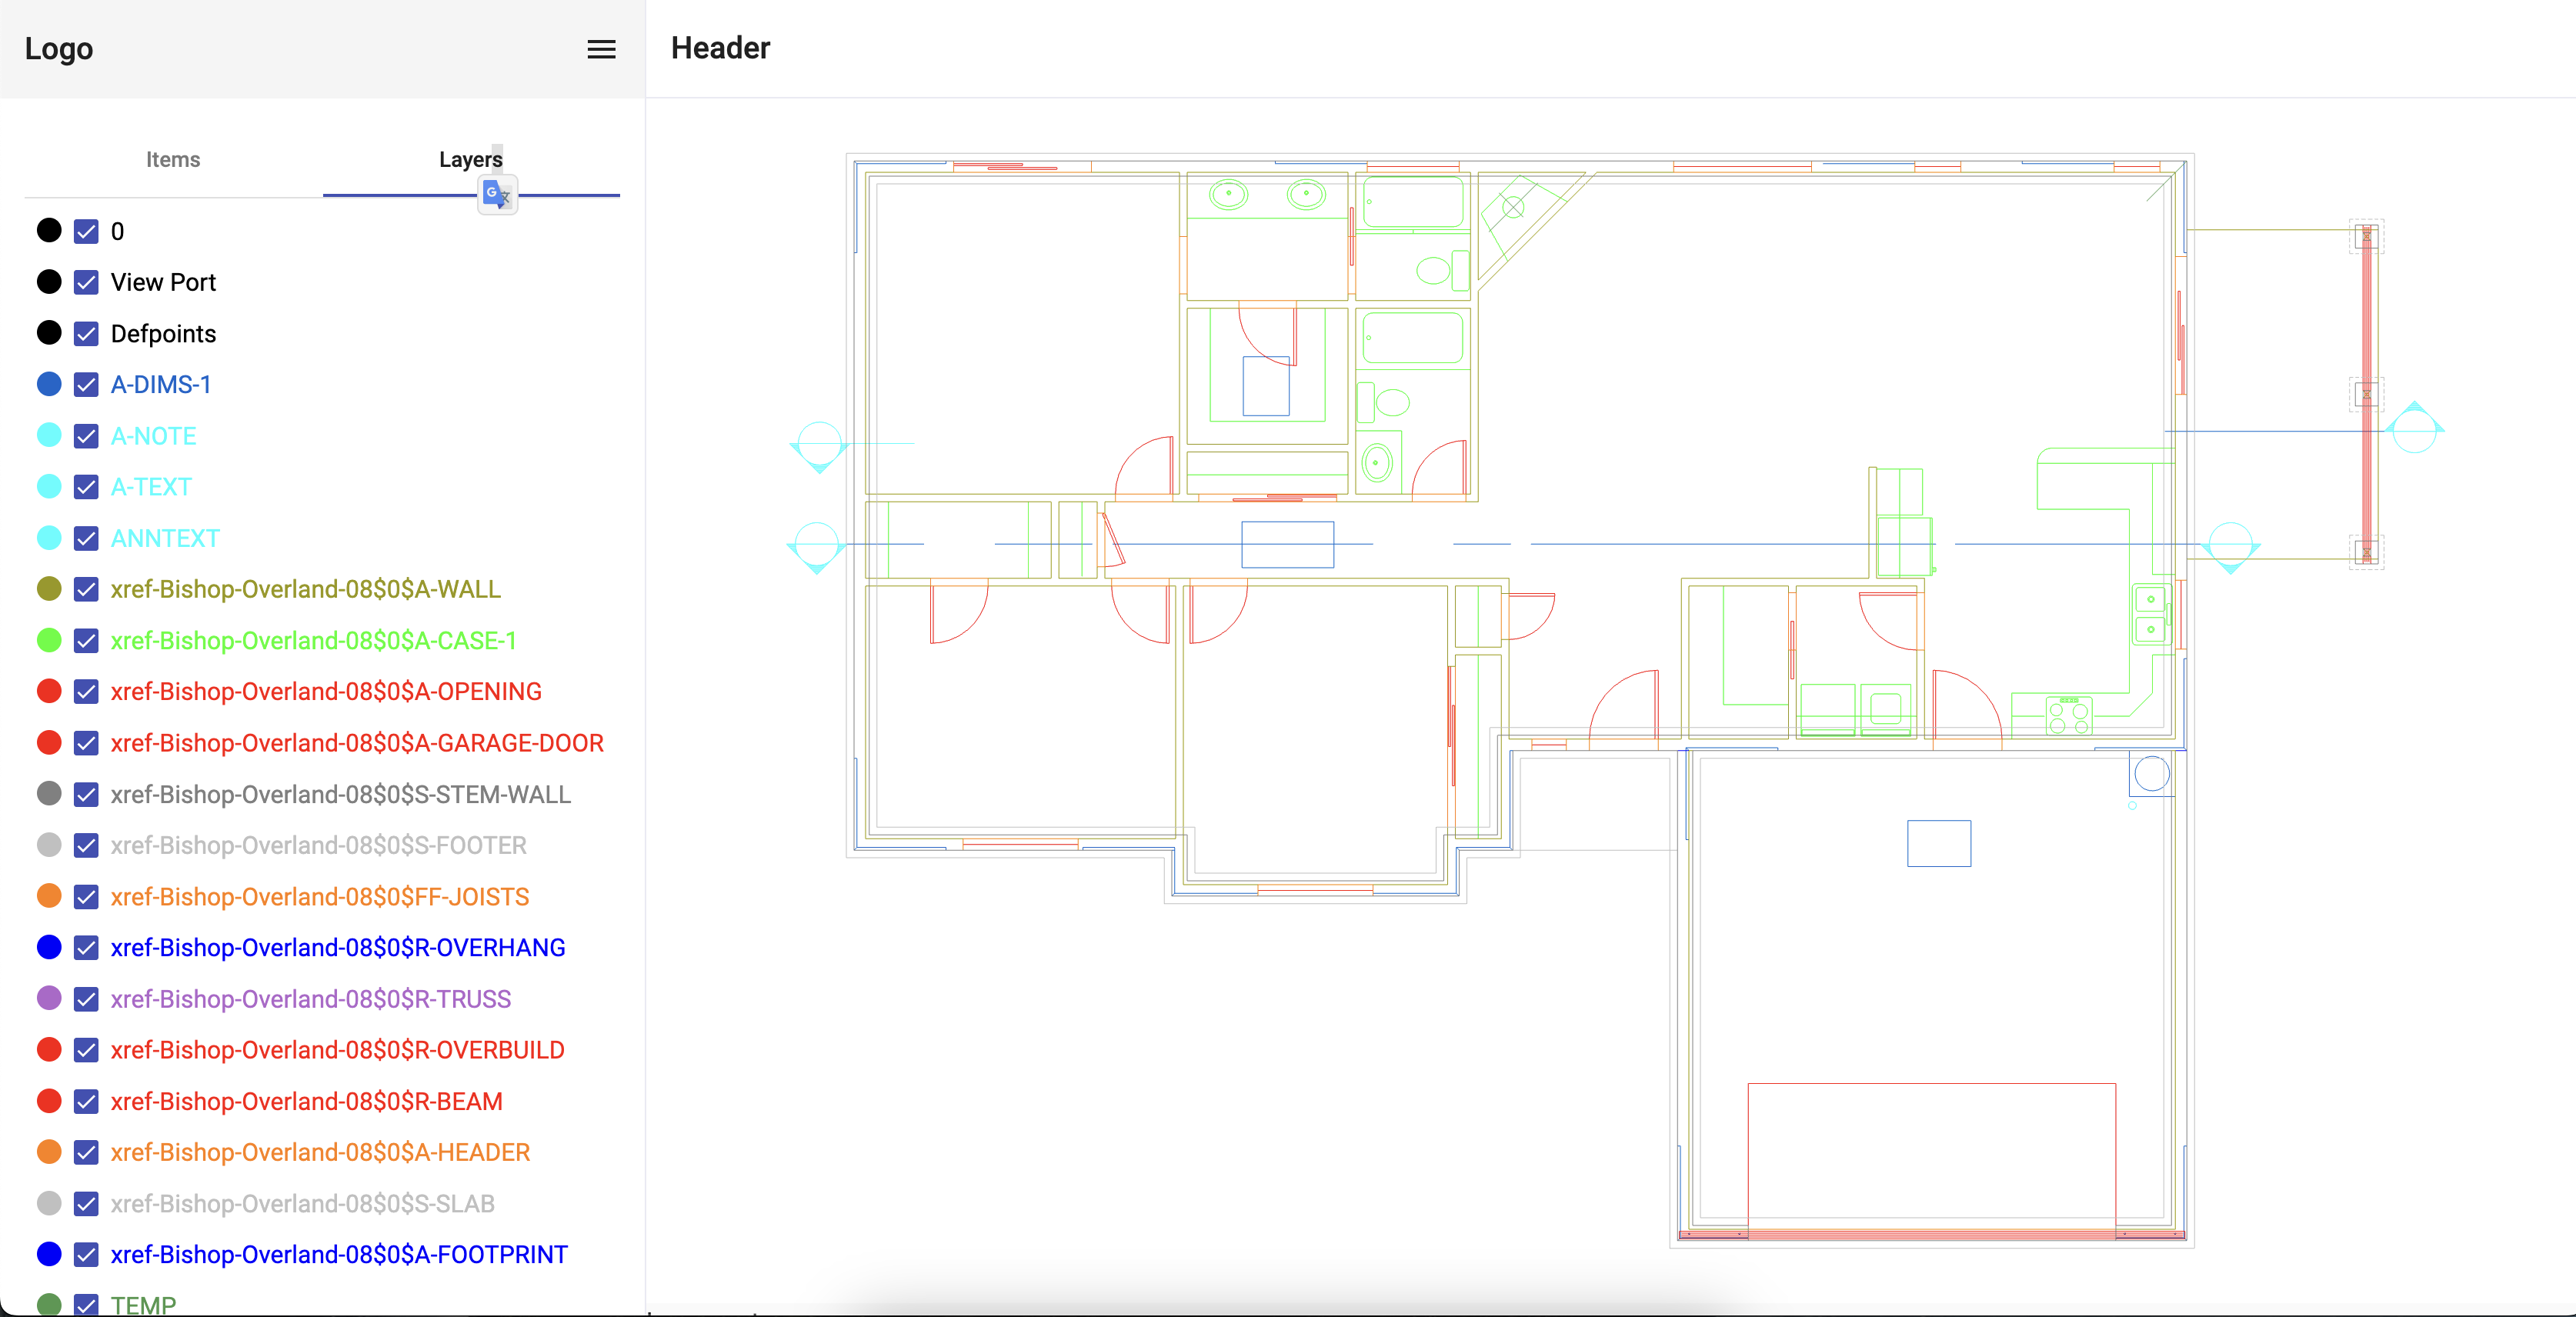 Logo
Header
Items
Layers
0
View Port
Defpoints
A-DIMS-1
A-NOTE
A-TEXT
ANNTEXT
xref-Bishop-Overland-08$0$A-WALL
xref-Bishop-Overland-08$0$A-CASE-1
xref-Bishop-Overland-08$0$A-OPENING
xref-Bishop-Overland-08$0$A-GARAGE-DOOR
xref-Bishop-Overland-08$0$S-STEM-WALL
xref-Bishop-Overland-08$0$S-FOOTER
xref-Bishop-Overland-08$0$FF-JOISTS
xref-Bishop-Overland-08$0$R-OVERHANG
xref-Bishop-Overland-08$0$R-TRUSS
xref-Bishop-Overland-08$0$R-OVERBUILD
xref-Bishop-Overland-08$0$R-BEAM
xref-Bishop-Overland-08$0$A-HEADER
xref-Bishop-Overland-08$0$S-SLAB
xref-Bishop-Overland-08$0$A-FOOTPRINT
TEMP